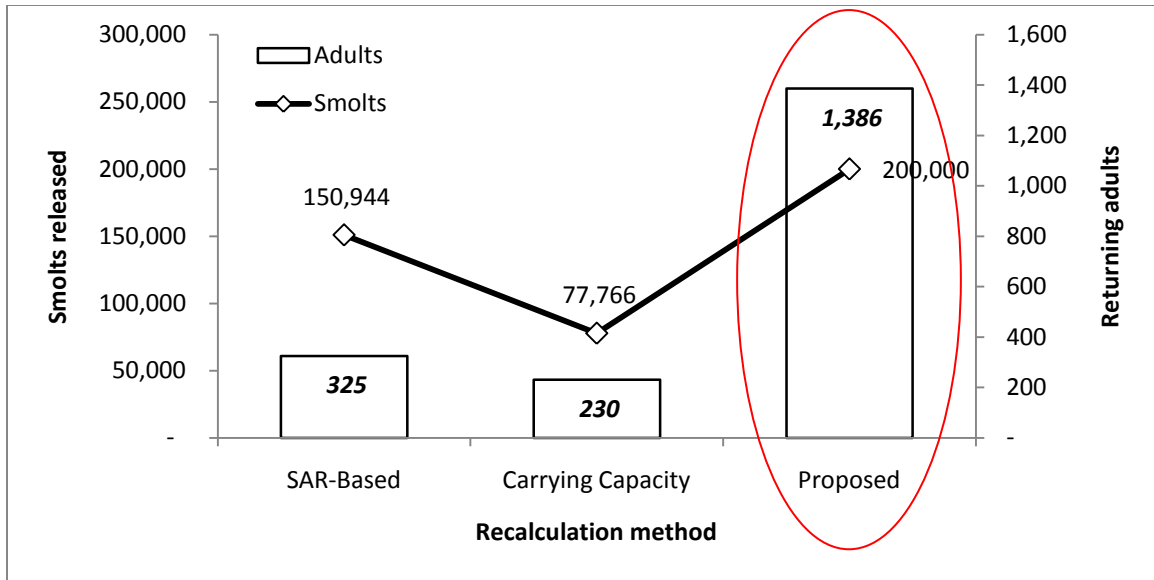 300,000
250,000
200,000
150,000
100,000
50,000
-
Smolts released
Adults
Smolts
150,944
77,766
200,000
325
230
1,386
1,600
1,400
1,200
1,000
800
600
400
200
-
Returning adults
SAR-Based
Carrying Capacity
Proposed
Recalculation method